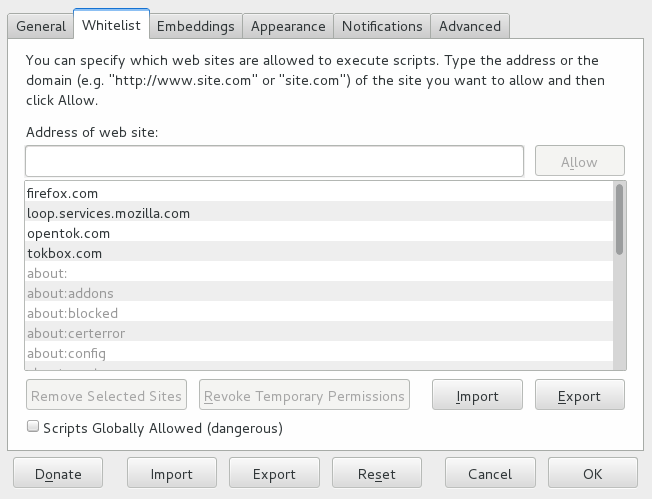 General Whitelist Embeddings Appearance Notifications Advanced
You can specify which web sites are allowed to execute scripts. Type the address or the
domain (e.g. "http://www.site.com" or "site.com") of the site you want to allow and then
click Allow.
Address of web site:
Allow
firefox.com
loop.services.mozilla.com
opentok.com
tokbox.com
about:
about:addons
about:blocked
about:certerror
about:config
Remove Selected Sites Revoke Temporary Permissions Import Export
Scripts Globally Allowed (dangerous)
Donate Import Export Reset Cancel OK